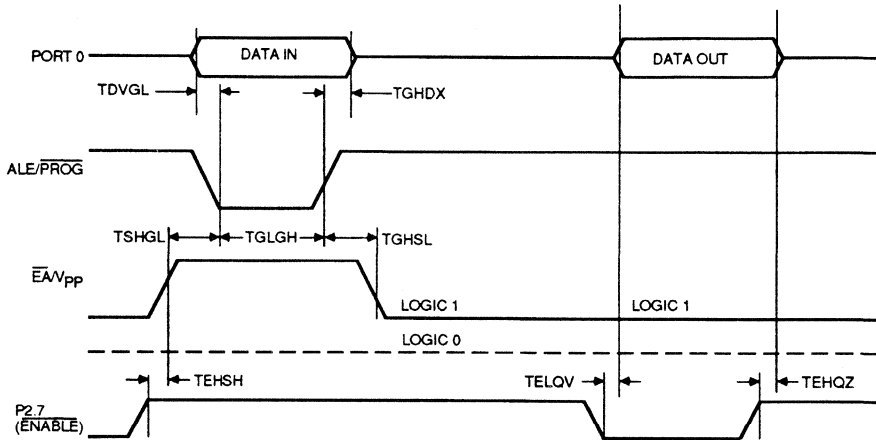 PORT 0
DATA IN
DATA OUT
TDVGL
TGHDX
ALE/PROG
TSHGL
TGLGH
TGHSL
EA/VPP
LOGIC 1
LOGIC 1
LOGIC 0
TEHSH
TELQV
TEHQZ
P2.7
(ENABLE)